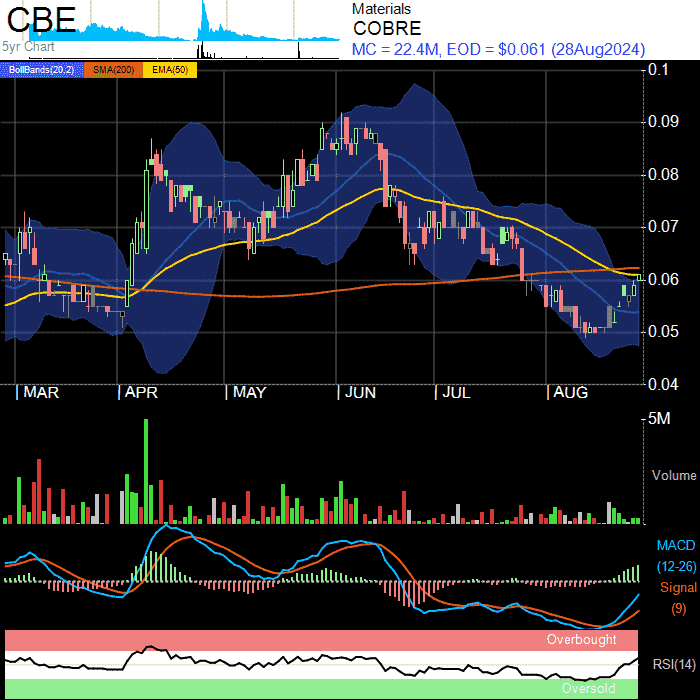 CBE
5yr Chart
Materials
COBRE
MC = 22.4M, EOD = $0.061 (28Aug2024)
BollBands(20,2) SMA(200) EMA(50)
0.1
0.09
0.08
0.07
0.06
0.05
0.04
MAR APR MAY JUN JUL AUG
5M
Volume
MACD
(12-26)
Signal
(9)
Overbought
RSI(14)
Oversold